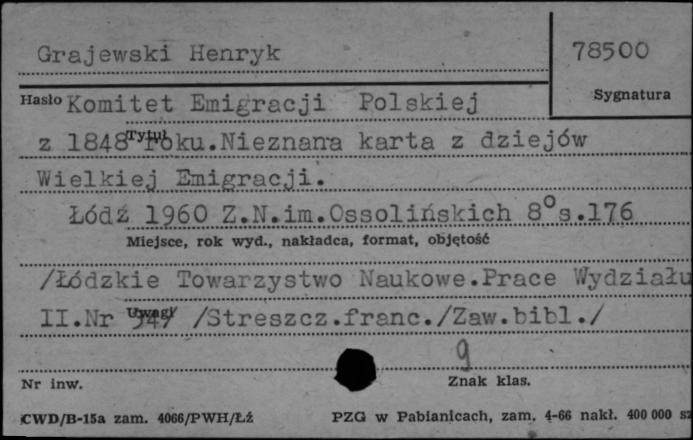 Grajewski Henryk
78500
Hasło Komitet Emigracji Polskiej
Sygnatura
z 1848 roku.Nieznana karta z dziejów
Tytuł
Wielkiej Emigracji.
Łódź 1960 Z.N.im.Ossolińskich 8°s.176
Miejsce, rok wyd., nakładca, format, objętość
/Łódzkie Towarzystwo Naukowe.Prace Wydziału
II.Nr /Streszcz.franc./Zaw.bibl./
Uwagi
g
Nr inw.
Znak klas.
CWD/B-15a zam. 4066/PWH/Łź
PZG w Pabianicach, zam. 4-66 nakł. 400 000 sz